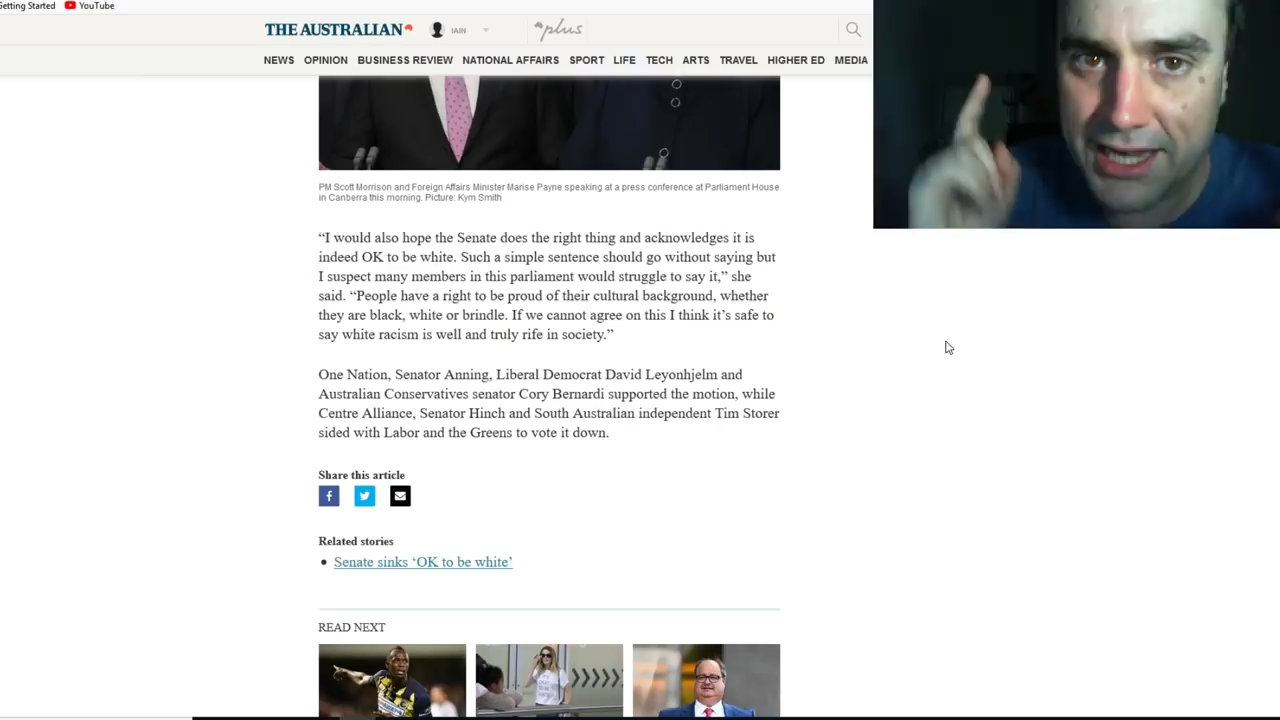 Getting Started YouTube
THE AUSTRALIAN IAIN plus
NEWS OPINION BUSINESS REVIEW NATIONAL AFFAIRS SPORT LIFE TECH ARTS TRAVEL HIGHER ED MEDIA
PM Scott Morrison and Foreign Affairs Minister Marise Payne speaking at a press conference at Parliament House
in Canberra this morning. Picture: Kym Smith
“I would also hope the Senate does the right thing and acknowledges it is
indeed OK to be white. Such a simple sentence should go without saying but
I suspect many members in this parliament would struggle to say it,” she
said. “People have a right to be proud of their cultural background, whether
they are black, white or brindle. If we cannot agree on this I think it’s safe to
say white racism is well and truly rife in society.”
One Nation, Senator Anning, Liberal Democrat David Leyonhjelm and
Australian Conservatives senator Cory Bernardi supported the motion, while
Centre Alliance, Senator Hinch and South Australian independent Tim Storer
sided with Labor and the Greens to vote it down.
Share this article
Related stories
• Senate sinks ‘OK to be white’
READ NEXT